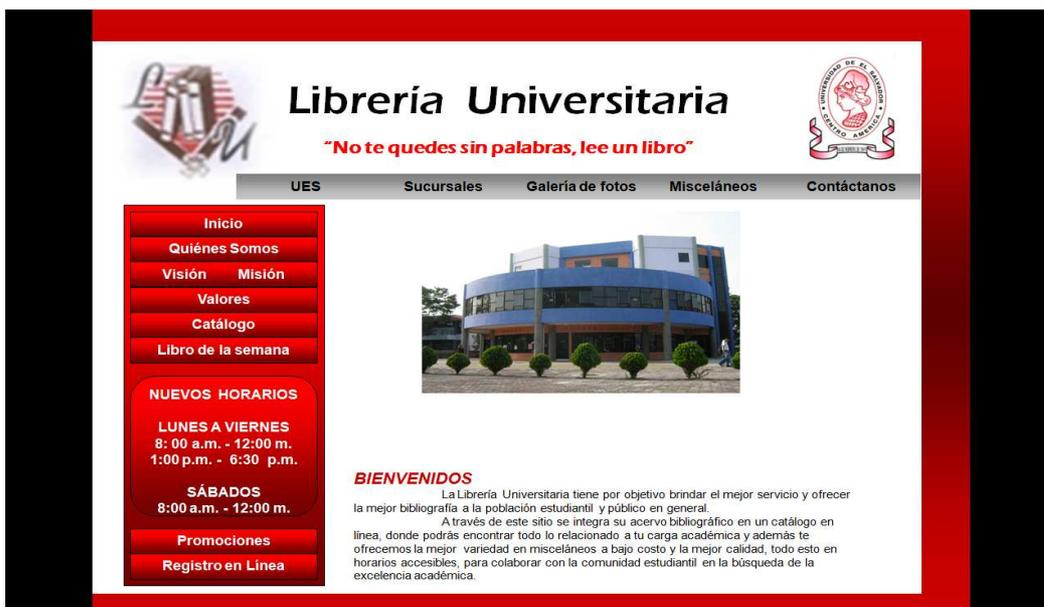 Librería Universitaria
“No te quedes sin palabras, lee un libro”
UNIVERSIDAD DE EL SALVADOR
CENTRO AMERICA
UES Sucursales Galería de fotos Misceláneos Contáctanos
Inicio
Quiénes Somos
Visión Misión
Valores
Catálogo
Libro de la semana
NUEVOS HORARIOS
LUNES A VIERNES
8: 00 a.m. - 12:00 m.
1:00 p.m. - 6:30 p.m.
SÁBADOS
8:00 a.m. - 12:00 m.
Promociones
Registro en Línea
BIENVENIDOS
La Librería Universitaria tiene por objetivo brindar el mejor servicio y ofrecer
la mejor bibliografía a la población estudiantil y público en general.
A través de este sitio se integra su acervo bibliográfico en un catálogo en
línea, donde podrás encontrar todo lo relacionado a tu carga académica y además te
ofrecemos la mejor variedad en misceláneos a bajo costo y la mejor calidad, todo esto en
horarios accesibles, para colaborar con la comunidad estudiantil en la búsqueda de la
excelencia académica.